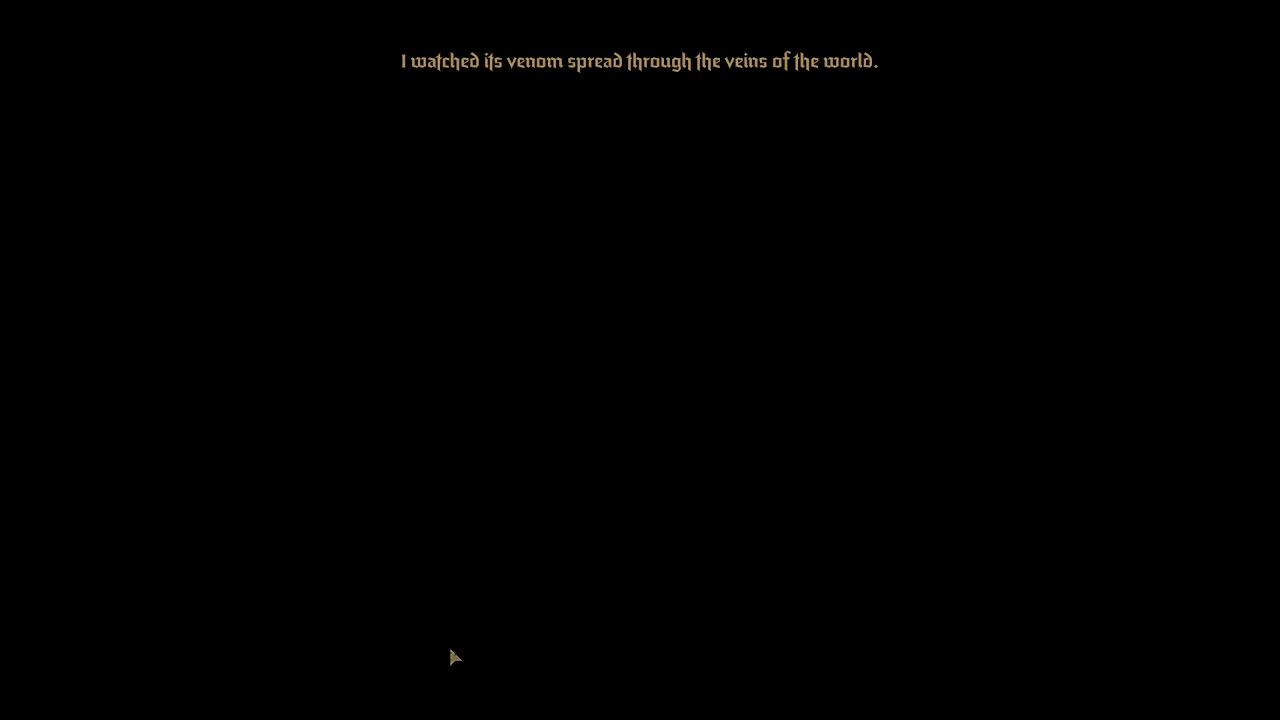 I watched its venom spread through the veins of the world.